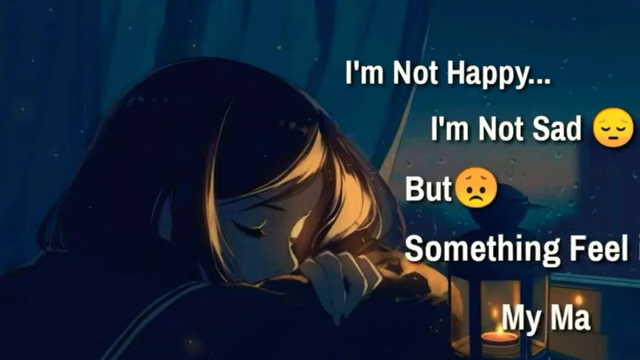 I'm Not Happy...
I'm Not Sad 😔
But😟
Something Feel
My Ma